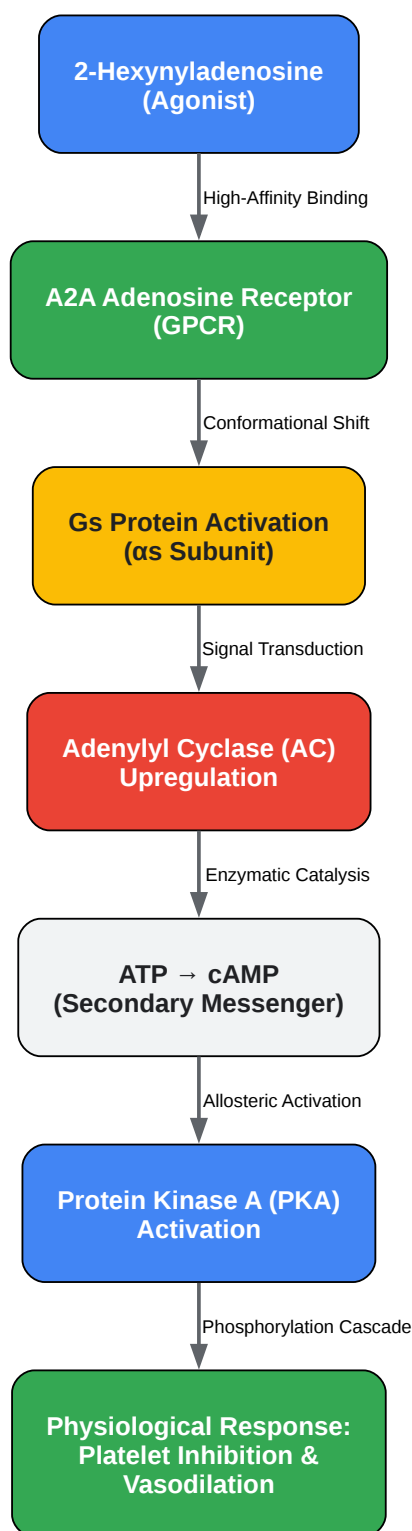 2-Hexynyladenosine
(Agonist)
High-Affinity Binding
A2A Adenosine Receptor
(GPCR)
Conformational Shift
Gs Protein Activation
(αs Subunit)
Signal Transduction
Adenylyl Cyclase (AC)
Upregulation
Enzymatic Catalysis
ATP → cAMP
(Secondary Messenger)
Allosteric Activation
Protein Kinase A (PKA)
Activation
Phosphorylation Cascade
Physiological Response:
Platelet Inhibition &
Vasodilation